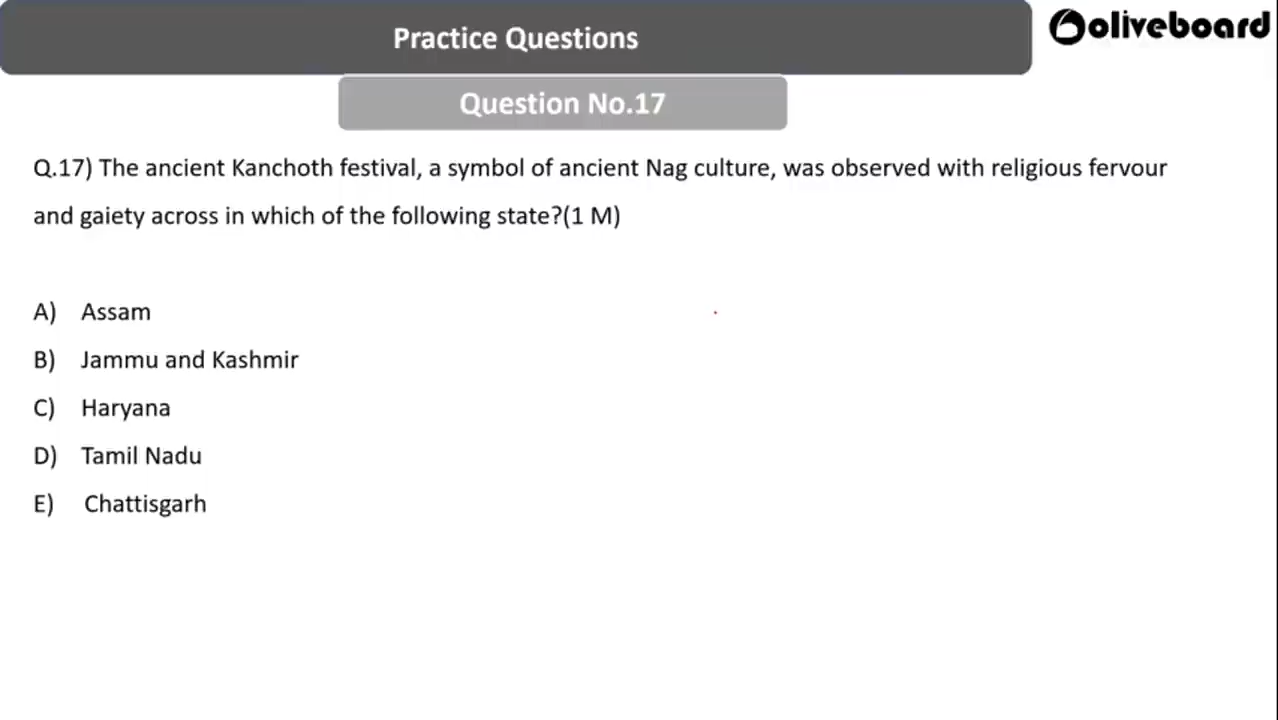 Practice Questions
oliveboard
Question No.17
Q.17) The ancient Kanchoth festival, a symbol of ancient Nag culture, was observed with religious fervour
and gaiety across in which of the following state?(1 M)
A) Assam
B) Jammu and Kashmir
C) Haryana
D) Tamil Nadu
E) Chattisgarh